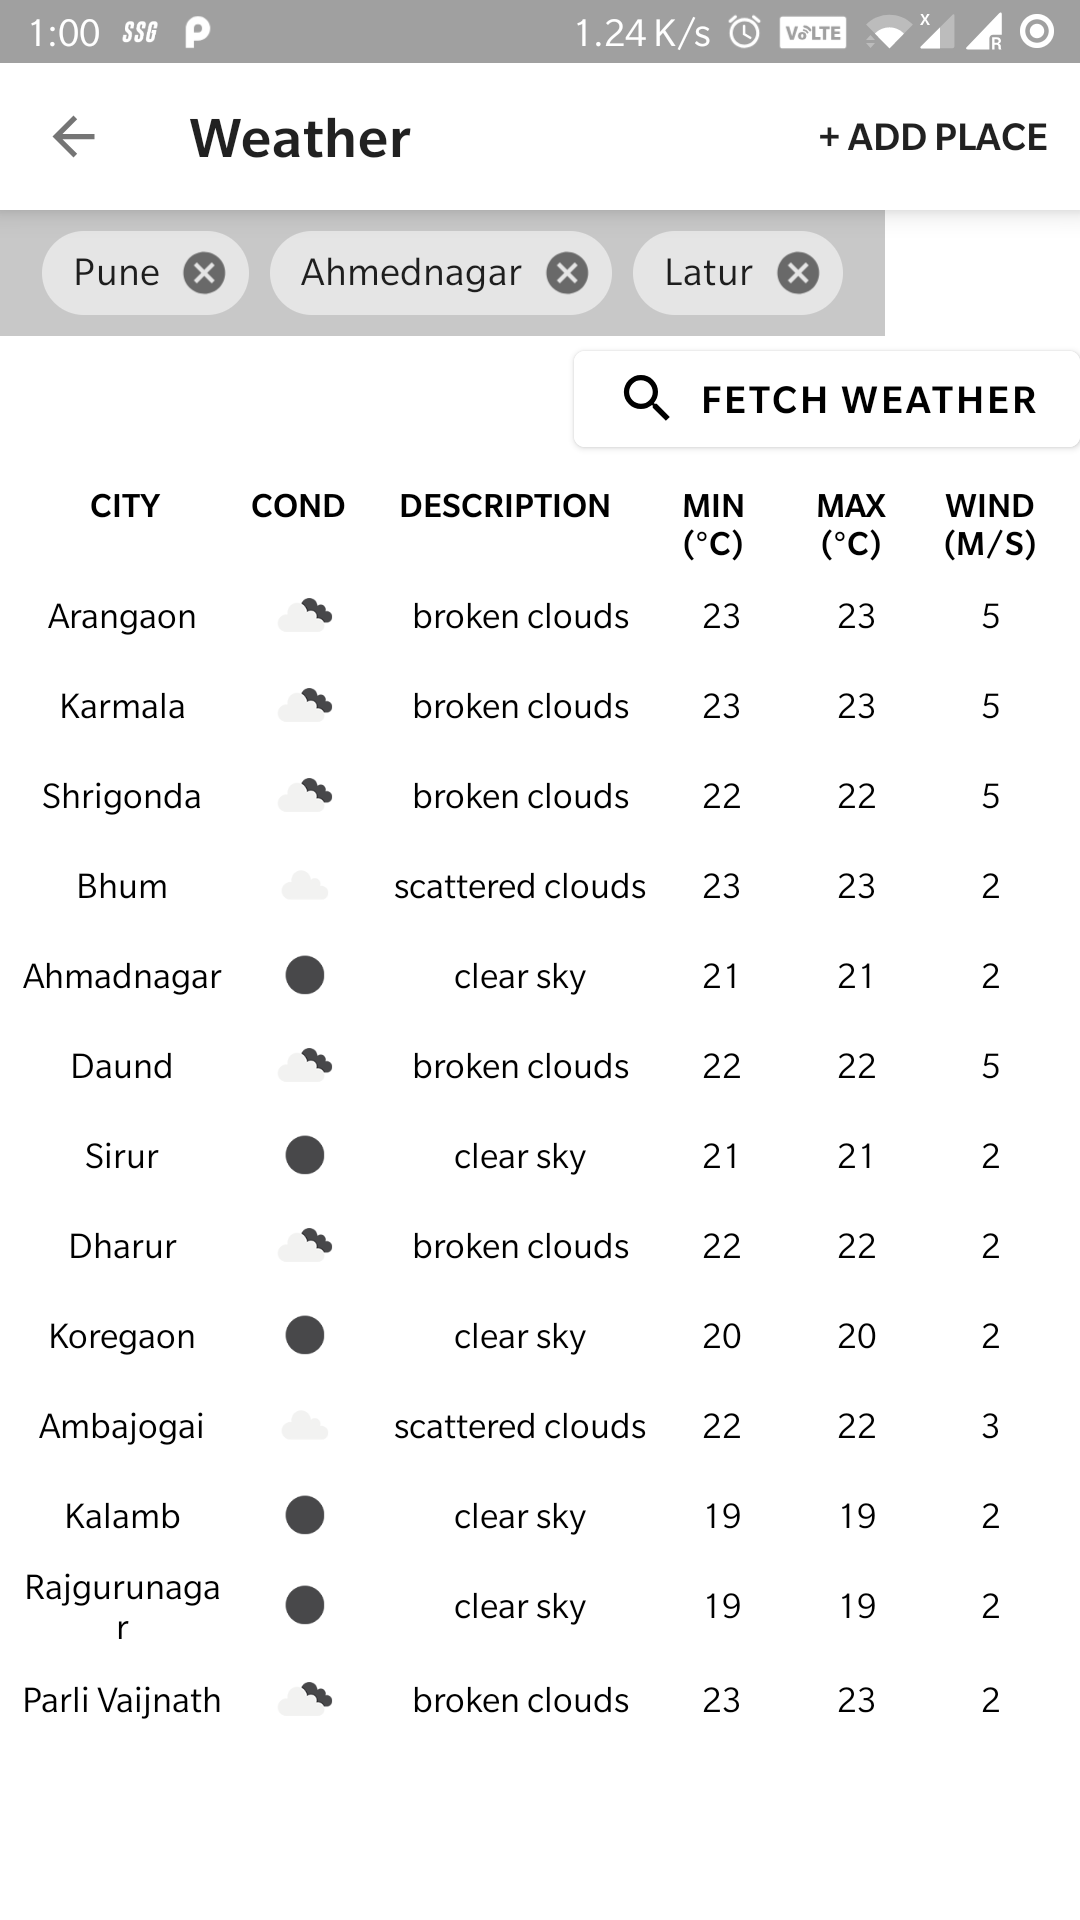 1:00 SSG P 1.24 K/s VoLTE X R
Weather + ADD PLACE
Pune Ahmednagar Latur
FETCH WEATHER
CITY COND DESCRIPTION MIN MAX WIND
(°C) (°C) (M/S)
Arangaon broken clouds 23 23 5
Karmala broken clouds 23 23 5
Shrigonda broken clouds 22 22 5
Bhum scattered clouds 23 23 2
Ahmadnagar clear sky 21 21 2
Daund broken clouds 22 22 5
Sirur clear sky 21 21 2
Dharur broken clouds 22 22 2
Koregaon clear sky 20 20 2
Ambajogai scattered clouds 22 22 3
Kalamb clear sky 19 19 2
Rajgurunaga
r clear sky 19 19 2
Parli Vaijnath broken clouds 23 23 2